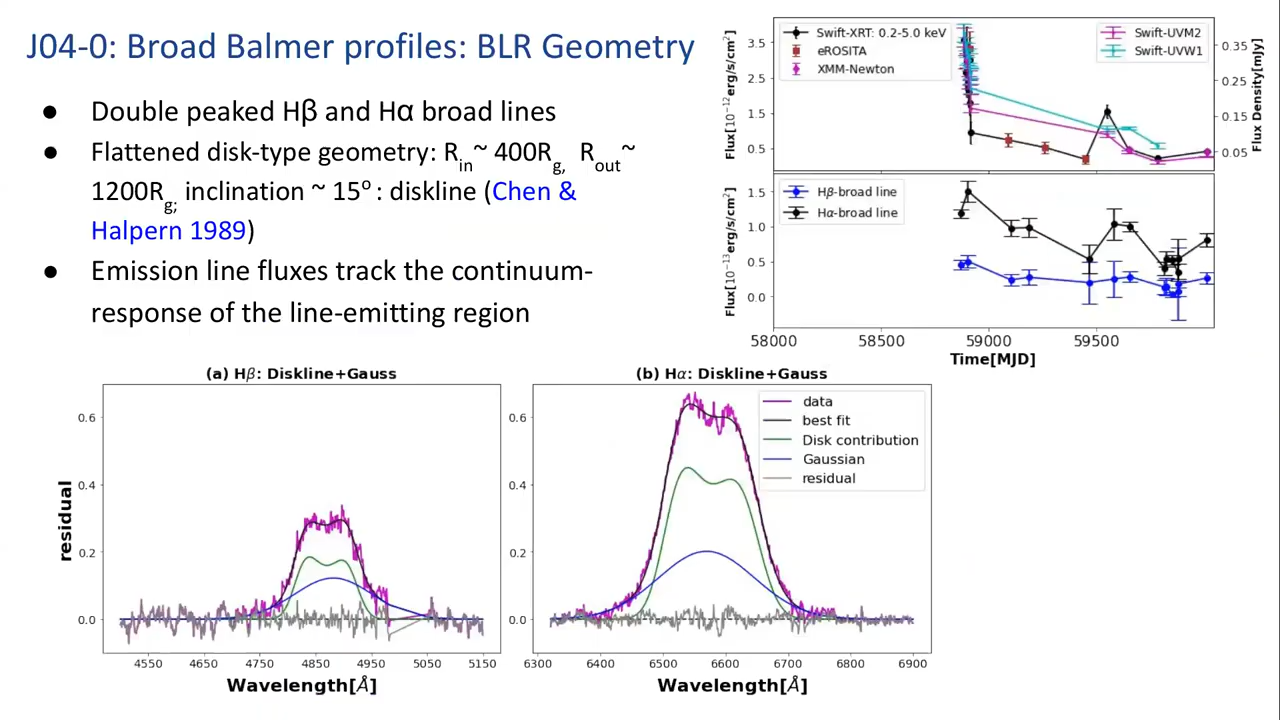 J04-0: Broad Balmer profiles: BLR Geometry
● Double peaked Hβ and Hα broad lines
● Flattened disk-type geometry: Rin~ 400Rg, Rout~
1200Rg; inclination ~ 15º : diskline (Chen &
Halpern 1989)
● Emission line fluxes track the continuum-
response of the line-emitting region
Swift-XRT: 0.2-5.0 keV
eROSITA
XMM-Newton
Swift-UVM2
Swift-UVW1
3.5
2.5
1.5
0.5
Flux[10⁻¹²erg/s/cm²]
0.35
0.25
0.15
0.05
Flux Density[mJy]
Hβ-broad line
Hα-broad line
1.5
1.0
0.5
0.0
Flux[10⁻¹³erg/s/cm²]
58000
58500
59000
59500
Time[MJD]
(a) Hβ: Diskline+Gauss
0.6
0.4
0.2
0.0
residual
4550
4650
4750
4850
4950
5050
5150
Wavelength[Å]
(b) Hα: Diskline+Gauss
data
best fit
Disk contribution
Gaussian
residual
0.6
0.4
0.2
0.0
6300
6400
6500
6600
6700
6800
6900
Wavelength[Å]